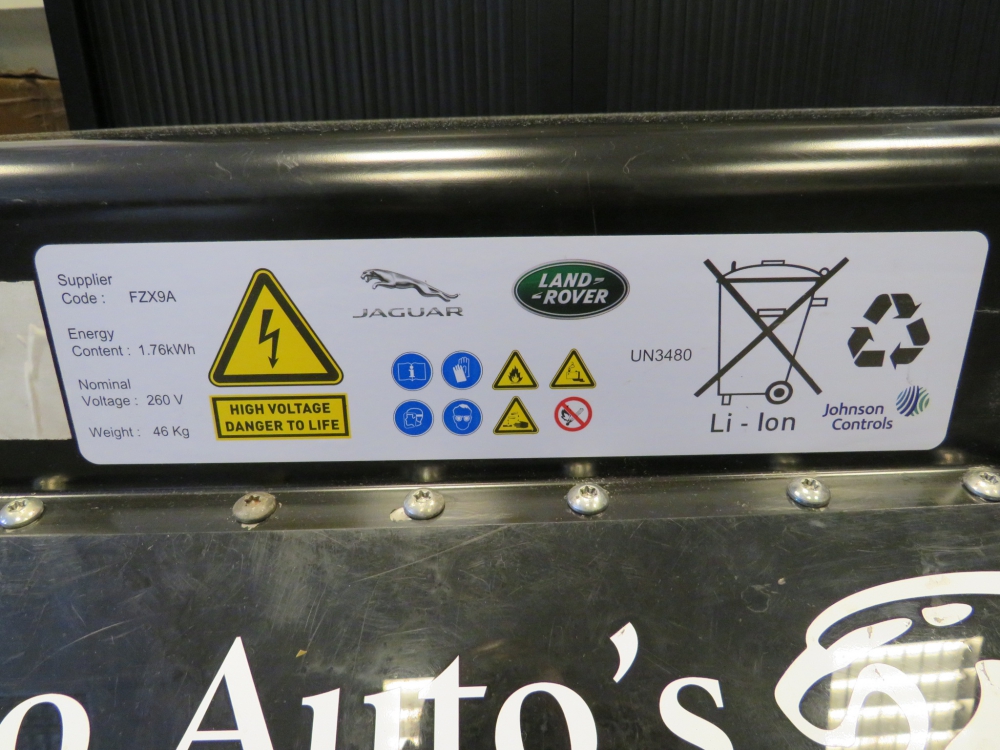 Supplier
Code : FZX9A
Energy
Content : 1.76kWh
Nominal
Voltage : 260 V
Weight : 46 Kg
HIGH VOLTAGE
DANGER TO LIFE
JAGUAR
LAND
ROVER
UN3480
Li - Ion
Johnson
Controls
o Auto's